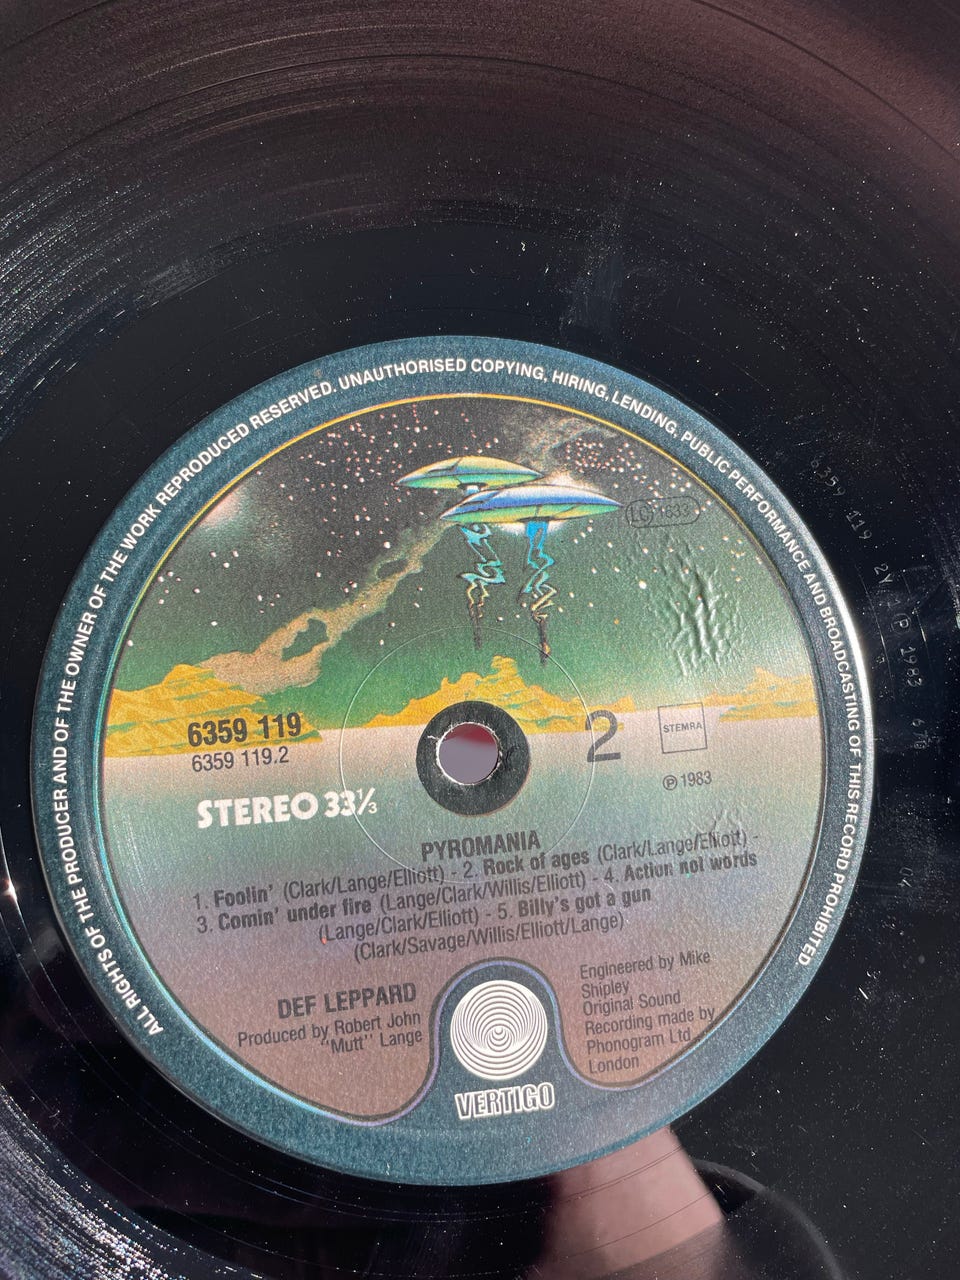 ALL RIGHTS OF THE PRODUCER AND OF THE OWNER OF THE WORK REPRODUCED RESERVED. UNAUTHORISED COPYING, HIRING, LENDING, PUBLIC PERFORMANCE AND BROADCASTING OF THIS RECORD PROHIBITED.
LC 1633
6359 119
6359 119.2
STEREO 33⅓
2
STEMRA
℗ 1983
PYROMANIA
1. Foolin' (Clark/Lange/Elliott) - 2. Rock of ages (Clark/Lange/Elliott) -
3. Comin' under fire (Lange/Clark/Willis/Elliott) - 4. Action not words
(Lange/Clark/Elliott) - 5. Billy's got a gun
(Clark/Savage/Willis/Elliott/Lange)
DEF LEPPARD
Produced by Robert John
"Mutt" Lange
Engineered by Mike
Shipley
Original Sound
Recording made by
Phonogram Ltd.,
London
VERTIGO
6359 119 2Y
1983
04